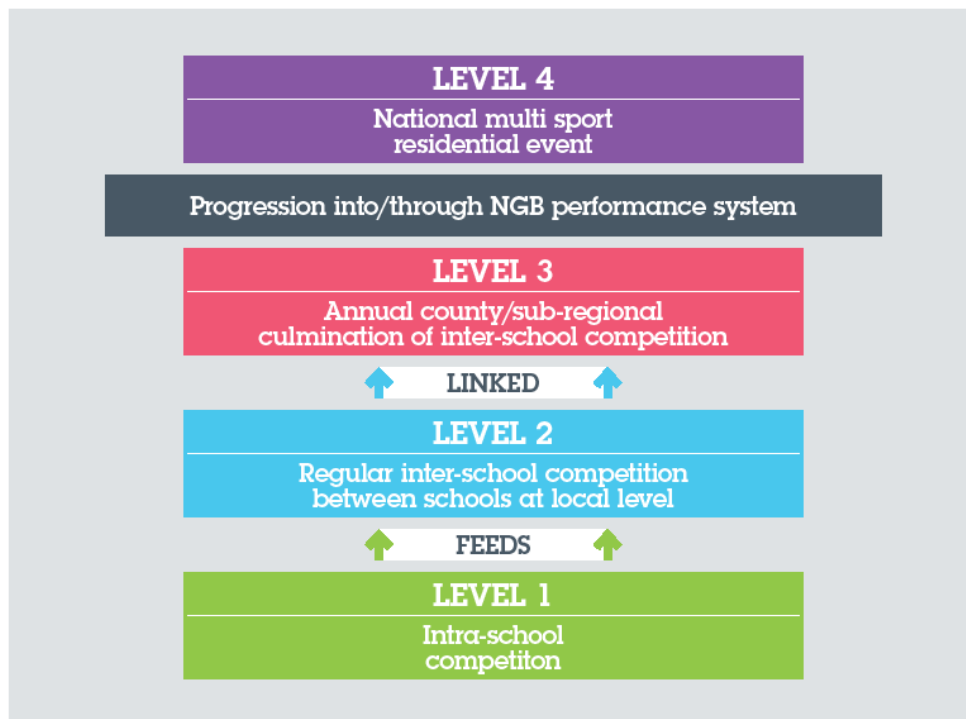 LEVEL 4
National multi sport
residential event
Progression into/through NGB performance system
LEVEL 3
Annual county/sub-regional
culmination of inter-school competition
LINKED
LEVEL 2
Regular inter-school competition
between schools at local level
FEEDS
LEVEL 1
Intra-school
competiton